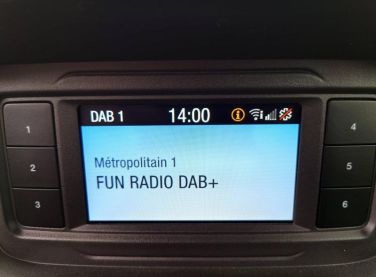 DAB 1 14:00
1 4
2 Métropolitain 1 5
FUN RADIO DAB+
3 6